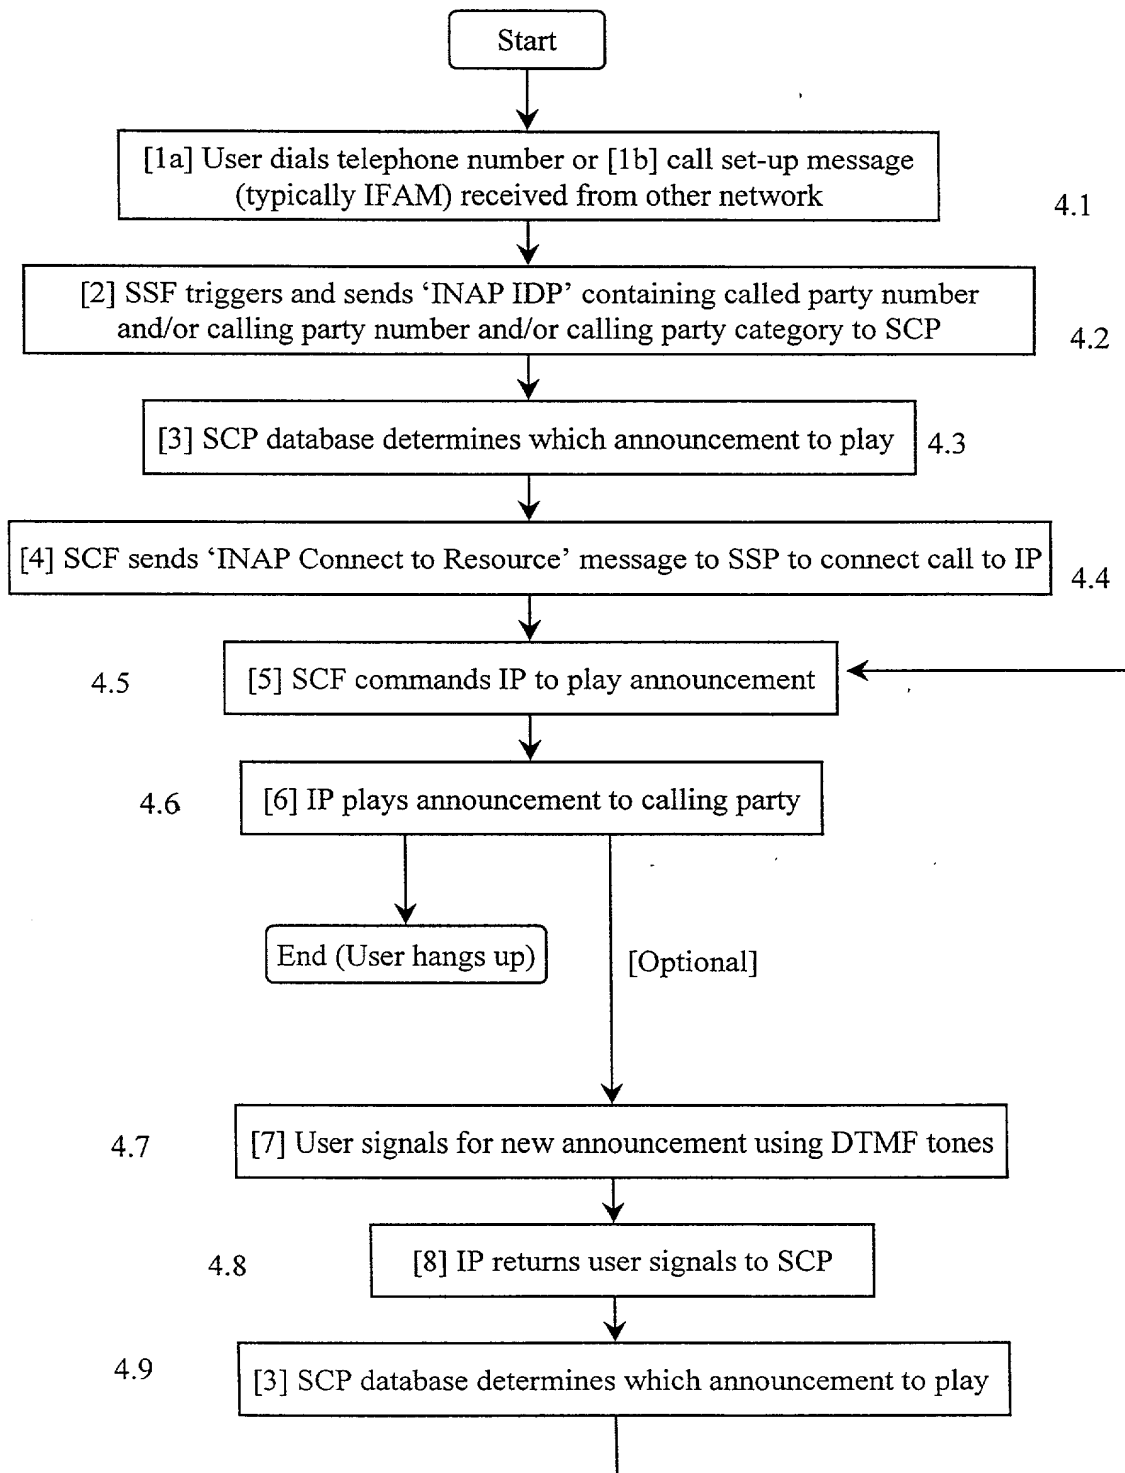 Start
[1a] User dials telephone number or [1b] call set-up message
(typically IFAM) received from other network
4.1
[2] SSF triggers and sends ‘INAP IDP’ containing called party number
and/or calling party number and/or calling party category to SCP
4.2
[3] SCP database determines which announcement to play
4.3
[4] SCF sends ‘INAP Connect to Resource’ message to SSP to connect call to IP
4.4
4.5
[5] SCF commands IP to play announcement
4.6
[6] IP plays announcement to calling party
End (User hangs up)
[Optional]
4.7
[7] User signals for new announcement using DTMF tones
4.8
[8] IP returns user signals to SCP
4.9
[3] SCP database determines which announcement to play